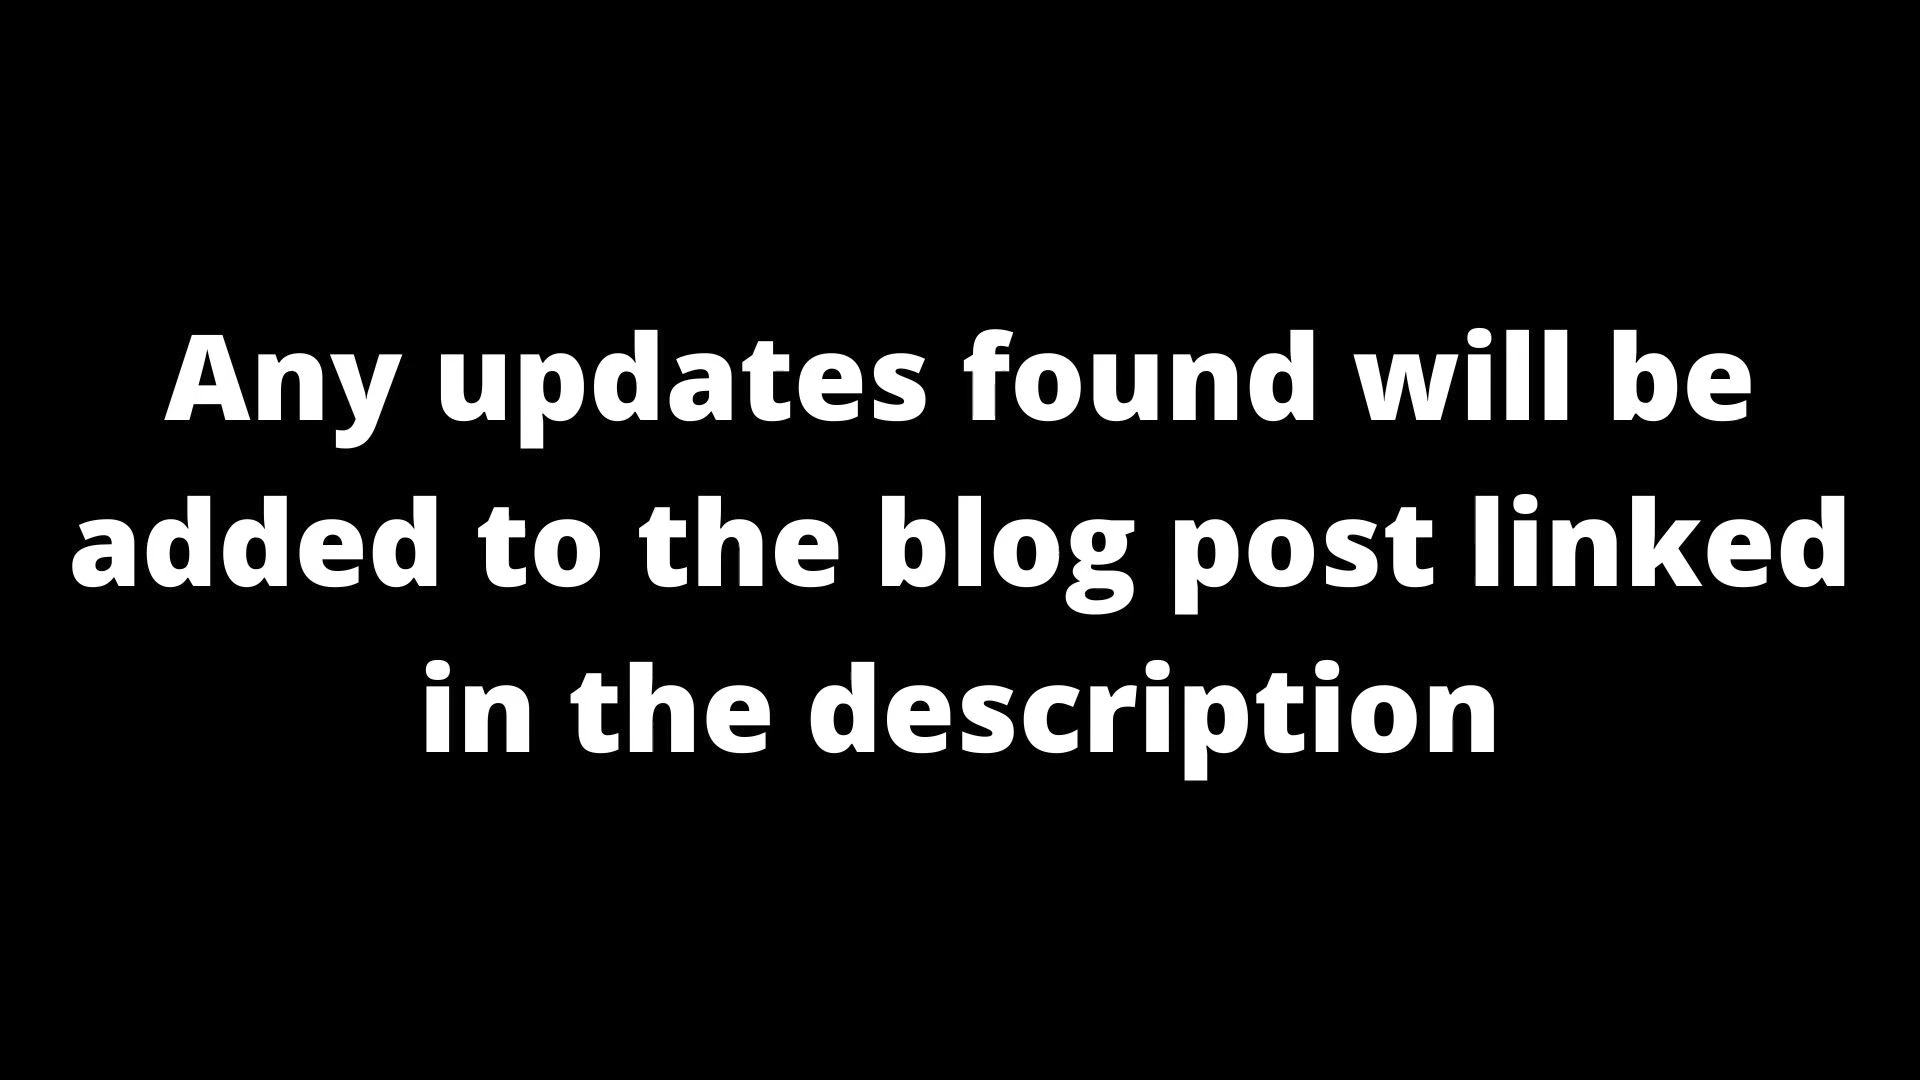 Any updates found will be
added to the blog post linked
in the description